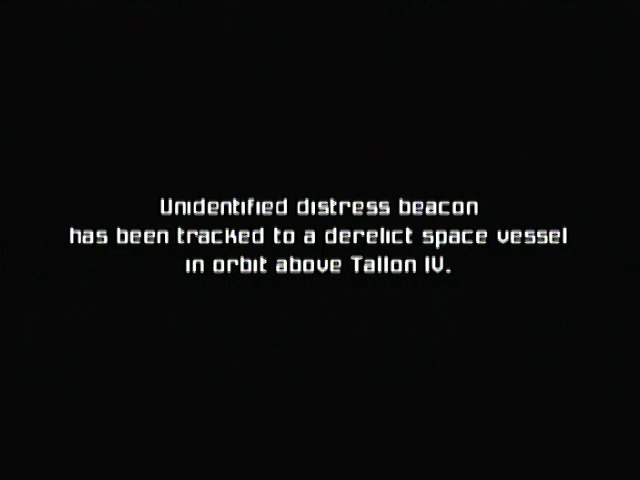 Unidentified distress beacon
has been tracked to a derelict space vessel
in orbit above Tallon IV.